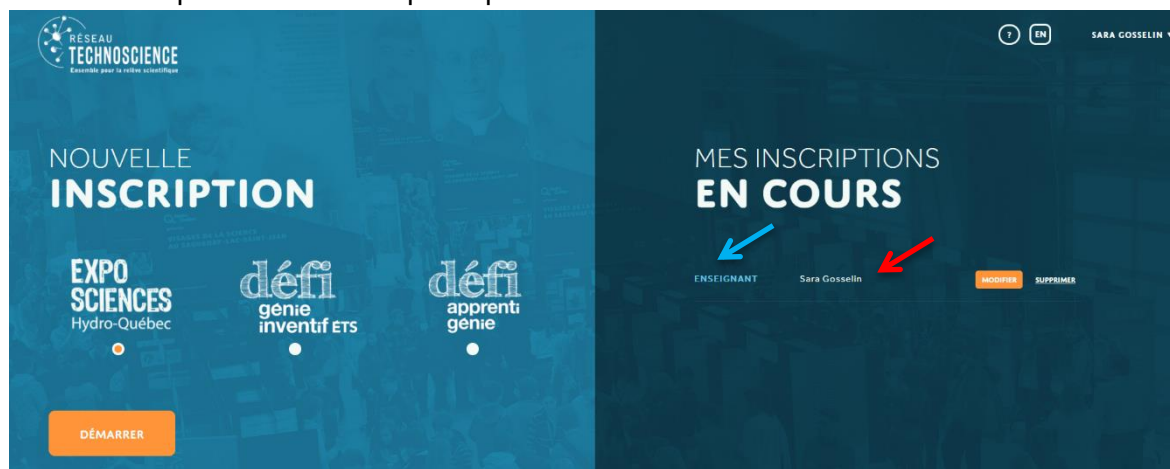 RÉSEAU
TECHNOSCIENCE
Ensemble pour la relève scientifique
? EN SARA GOSSELIN
NOUVELLE
INSCRIPTION
EXPO
SCIENCES
Hydro-Québec
défi
génie
inventif ÉTS
défi
apprenti
génie
DÉMARRER
MES INSCRIPTIONS
EN COURS
ENSEIGNANT Sara Gosselin MODIFIER SUPPRIMER